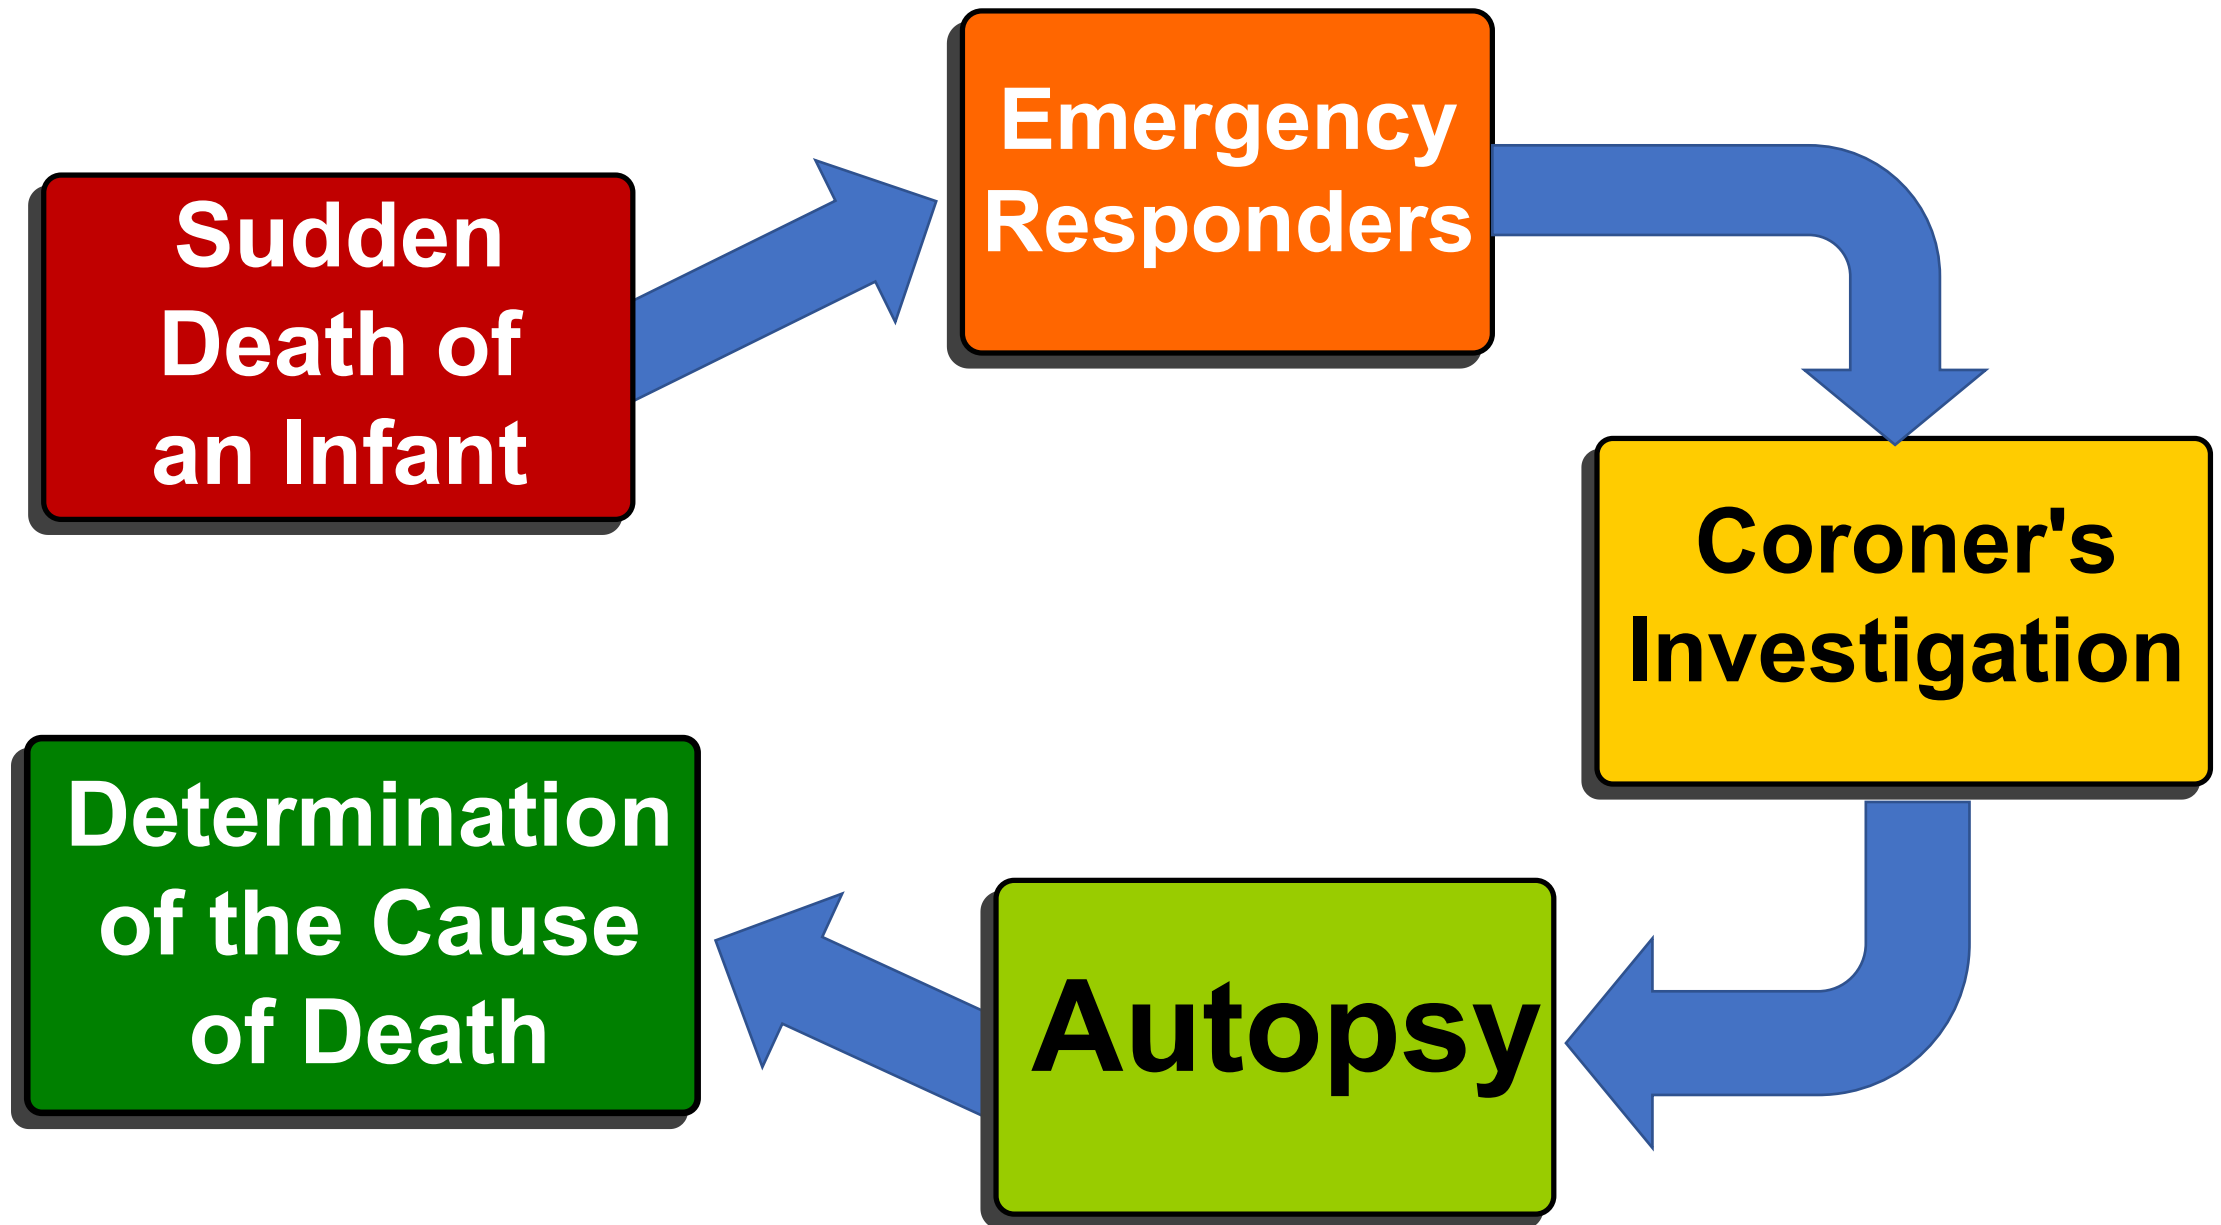 Sudden
Death of
an Infant
Emergency
Responders
Coroner's
Investigation
Autopsy
Determination
of the Cause
of Death